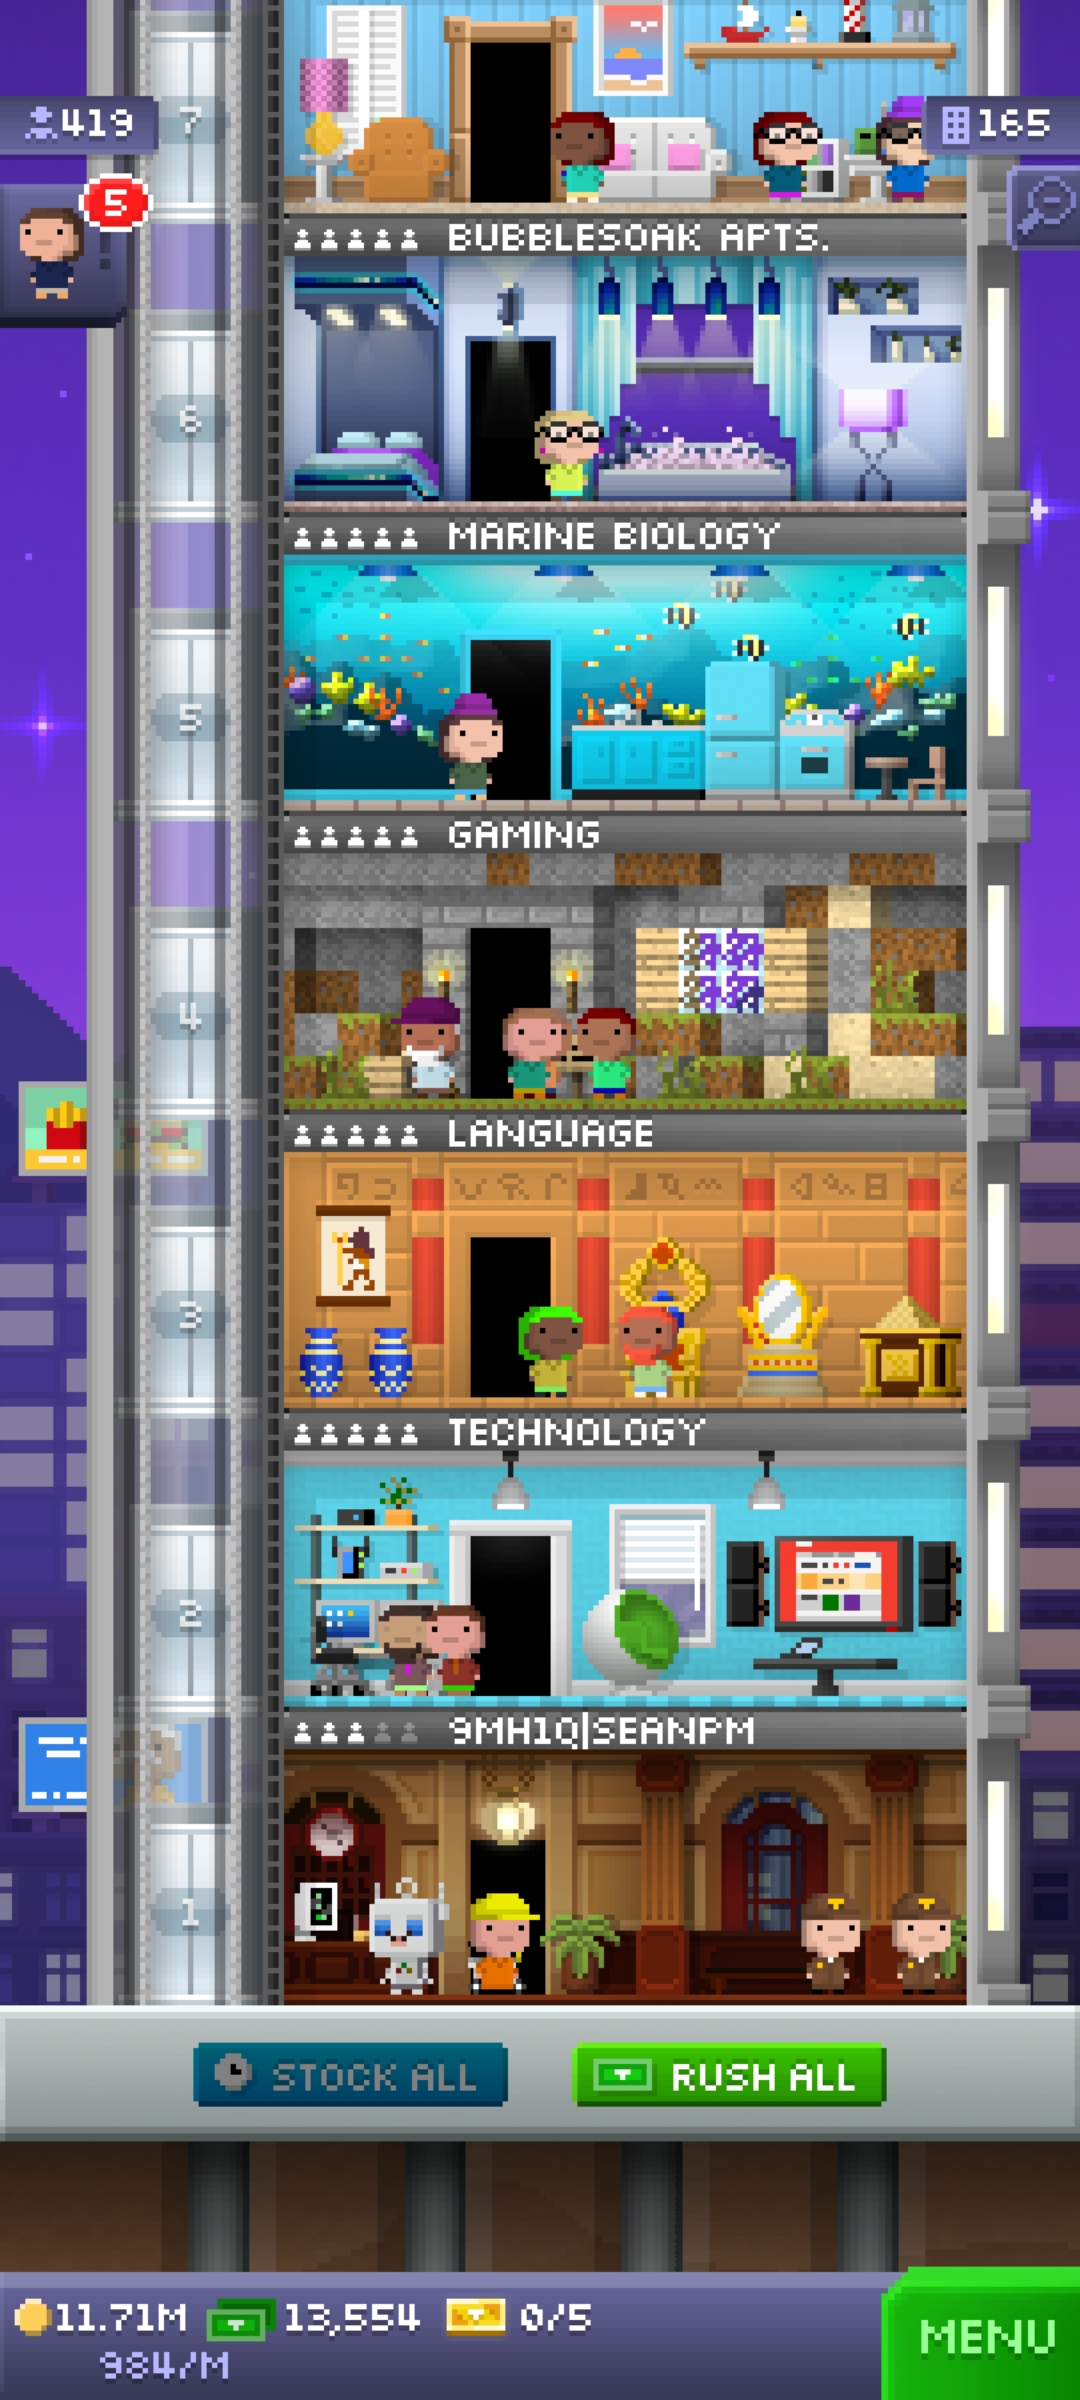 419
7
165
5
BUBBLESOAK APTS.
6
MARINE BIOLOGY
5
GAMING
4
LANGUAGE
3
TECHNOLOGY
2
9MH1Q|SEANPM
1
STOCK ALL
RUSH ALL
11.71M
13,554
0/5
984/M
MENU